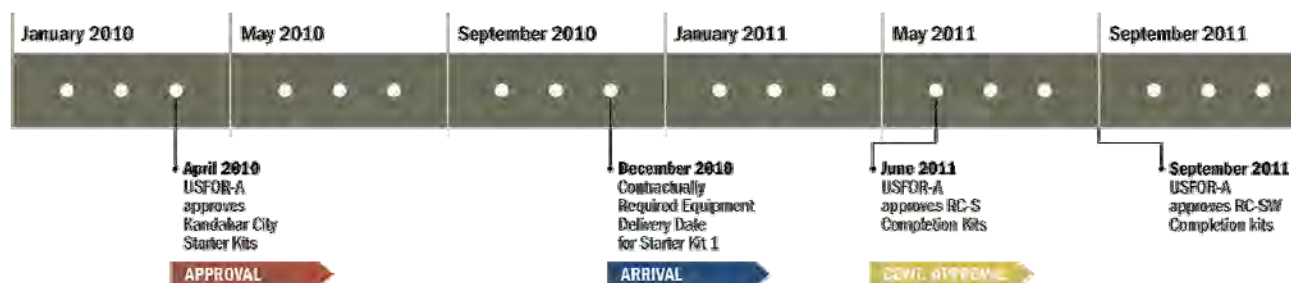 January 2010
May 2010
September 2010
January 2011
May 2011
September 2011
April 2010
USFOR-A
approves
Kandahar City
Starter Kits
December 2010
Contractually
Required Equipment
Delivery Date
for Starter Kit 1
June 2011
USFOR-A
approves RC-S
Completion Kits
September 2011
USFOR-A
approves RC-SW
Completion kits
APPROVAL
ARRIVAL
CONT. APPROVAL